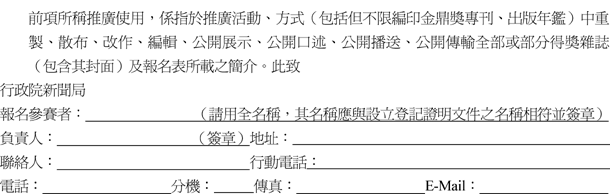 前項所稱推廣使用，係指於推廣活動、方式（包括但不限編印金鼎獎專刊、出版年鑑）中重
製、散布、改作、編輯、公開展示、公開口述、公開播送、公開傳輸全部或部分得獎雜誌
（包含其封面）及報名表所載之簡介。此致
行政院新聞局
報名參賽者：（請用全名稱，其名稱應與設立登記證明文件之名稱相符並簽章）
負責人：（簽章）地址：
聯絡人：行動電話：
電話：分機：傳真：E-Mail：